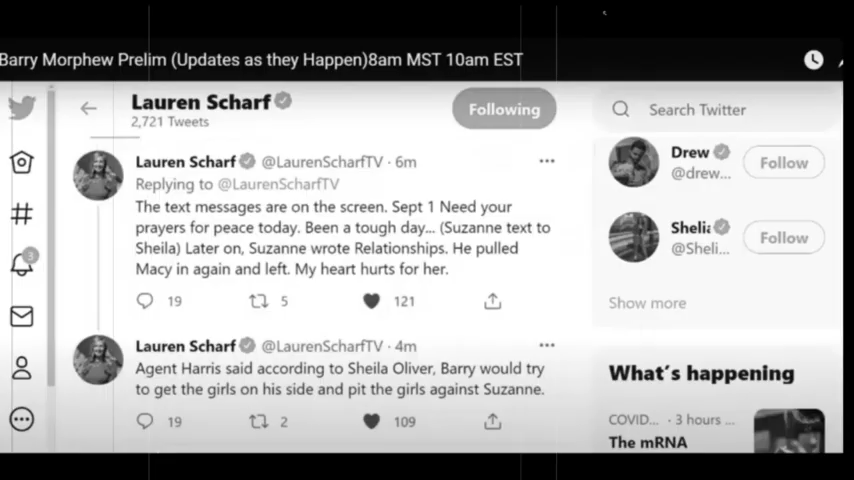 Barry Morphew Prelim (Updates as they Happen)8am MST 10am EST
Lauren Scharf
2,721 Tweets
Following
Search Twitter
Lauren Scharf @LaurenScharfTV · 6m
Replying to @LaurenScharfTV
The text messages are on the screen. Sept 1 Need your
prayers for peace today. Been a tough day... (Suzanne text to
Sheila) Later on, Suzanne wrote Relationships. He pulled
Macy in again and left. My heart hurts for her.
19 5 121
Lauren Scharf @LaurenScharfTV · 4m
Agent Harris said according to Sheila Oliver, Barry would try
to get the girls on his side and pit the girls against Suzanne.
19 2 109
3
Drew
@drew...
Follow
Shelia
@Sheli...
Follow
Show more
What's happening
COVID... · 3 hours ...
The mRNA